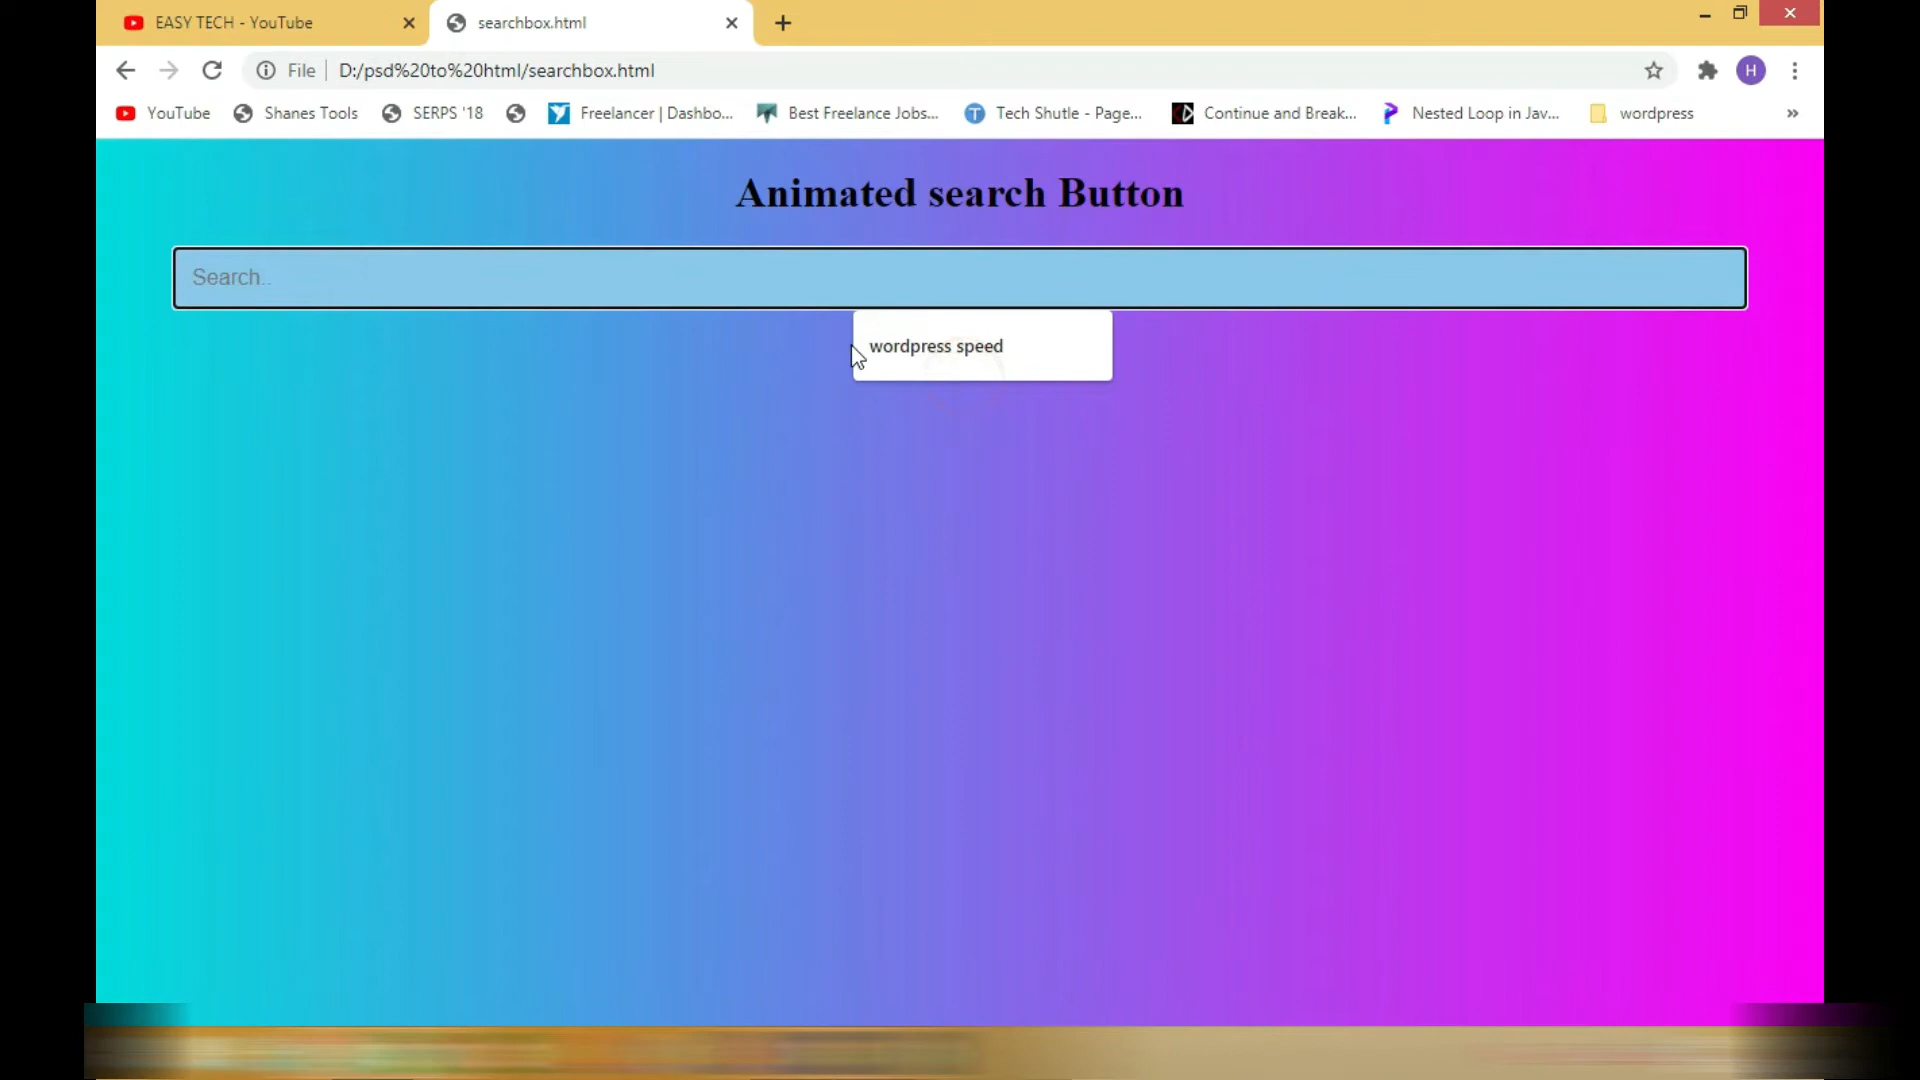 EASY TECH - YouTube
searchbox.html
File
D:/psd%20to%20html/searchbox.html
H
YouTube
Shanes Tools
SERPS '18
Freelancer | Dashbo...
Best Freelance Jobs...
T
Tech Shutle - Page...
Continue and Break...
Nested Loop in Jav...
wordpress
»
Animated search Button
Search..
wordpress speed